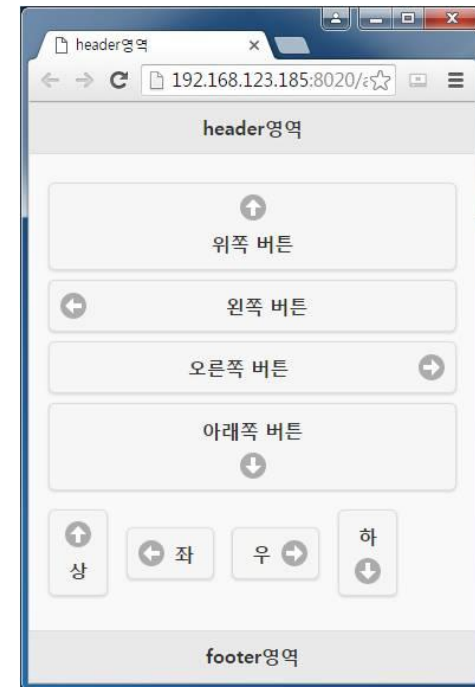 header영역
192.168.123.185:8020/a
header영역
위쪽 버튼
왼쪽 버튼
오른쪽 버튼
아래쪽 버튼
상 좌 우 하
footer영역